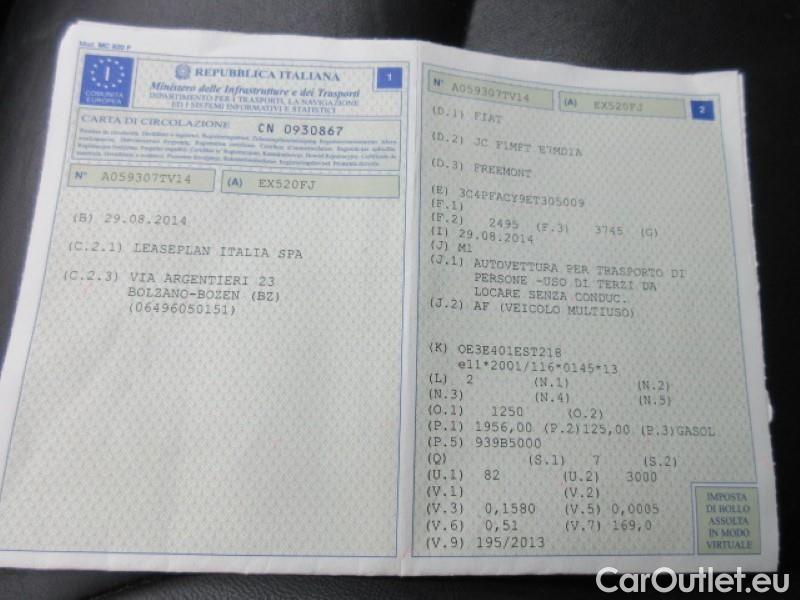 Mod. MC 820 F
I
COMUNITÀ
EUROPEA
REPUBBLICA ITALIANA
1
Ministero delle Infrastrutture e dei Trasporti
DIPARTIMENTO PER I TRASPORTI, LA NAVIGAZIONE
ED I SISTEMI INFORMATIVI E STATISTICI
CARTA DI CIRCOLAZIONE CN 0930867
N° A059307TV14 (A) EX520FJ
(B) 29.08.2014
(C.2.1) LEASEPLAN ITALIA SPA
(C.2.3) VIA ARGENTIERI 23
BOLZANO-BOZEN (BZ)
(06496050151)
N° A059307TV14 (A) EX520FJ 2
(D.1) FIAT
(D.2) JC F1MFT E7MD1A
(D.3) FREEMONT
(E) 3C4PFACY9ET305009
(F.1)
(F.2) 2495 (F.3) 3745 (G)
(I) 29.08.2014
(J) M1
(J.1) AUTOVETTURA PER TRASPORTO DI
PERSONE -USO DI TERZI DA
LOCARE SENZA CONDUC.
(J.2) AF (VEICOLO MULTIUSO)
(K) OE3E401EST218
e11*2001/116*0145*13
(L) 2 (N.1) (N.2)
(N.3) (N.4) (N.5)
(O.1) 1250 (O.2)
(P.1) 1956,00 (P.2)125,00 (P.3)GASOL
(P.5) 939B5000
(Q) (S.1) 7 (S.2)
(U.1) 82 (U.2) 3000
(V.1) (V.2)
(V.3) 0,1580 (V.5) 0,0005
(V.6) 0,51 (V.7) 169,0
(V.9) 195/2013
IMPOSTA
DI BOLLO
ASSOLTA
IN MODO
VIRTUALE
CarOutlet.eu